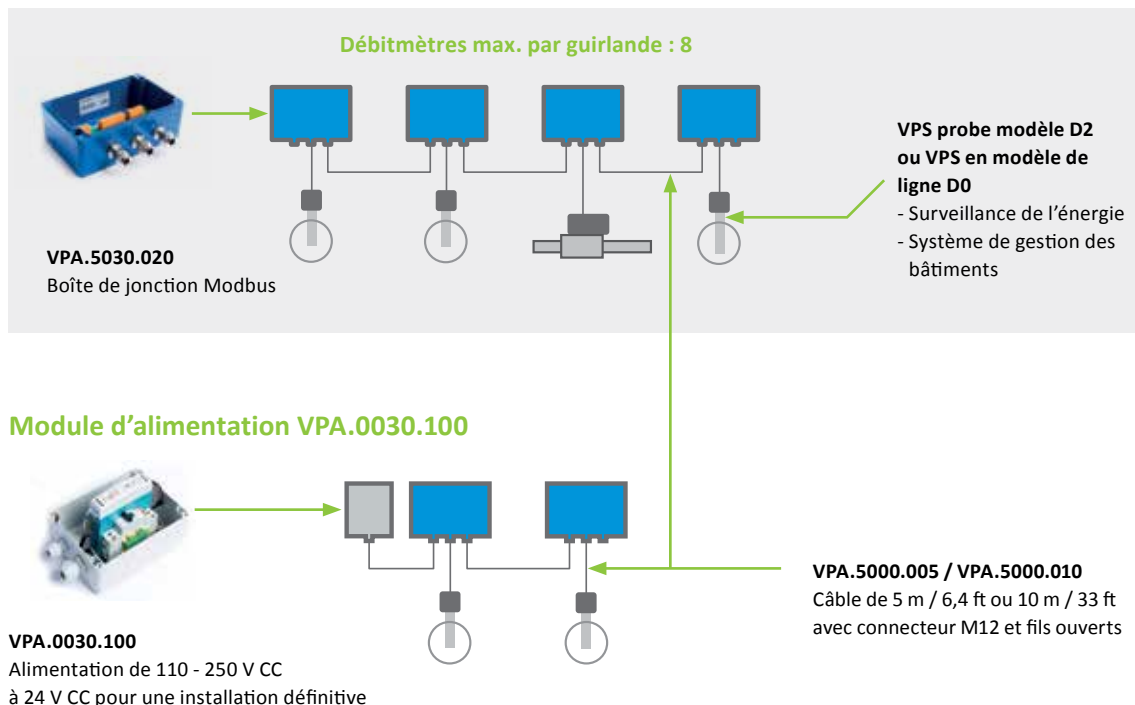 Débitmètres max. par guirlande : 8
VPA.5030.020
Boîte de jonction Modbus
VPS probe modèle D2
ou VPS en modèle de
ligne D0
- Surveillance de l’énergie
- Système de gestion des
bâtiments
Module d’alimentation VPA.0030.100
VPA.0030.100
Alimentation de 110 - 250 V CC
à 24 V CC pour une installation définitive
VPA.5000.005 / VPA.5000.010
Câble de 5 m / 6,4 ft ou 10 m / 33 ft
avec connecteur M12 et fils ouverts